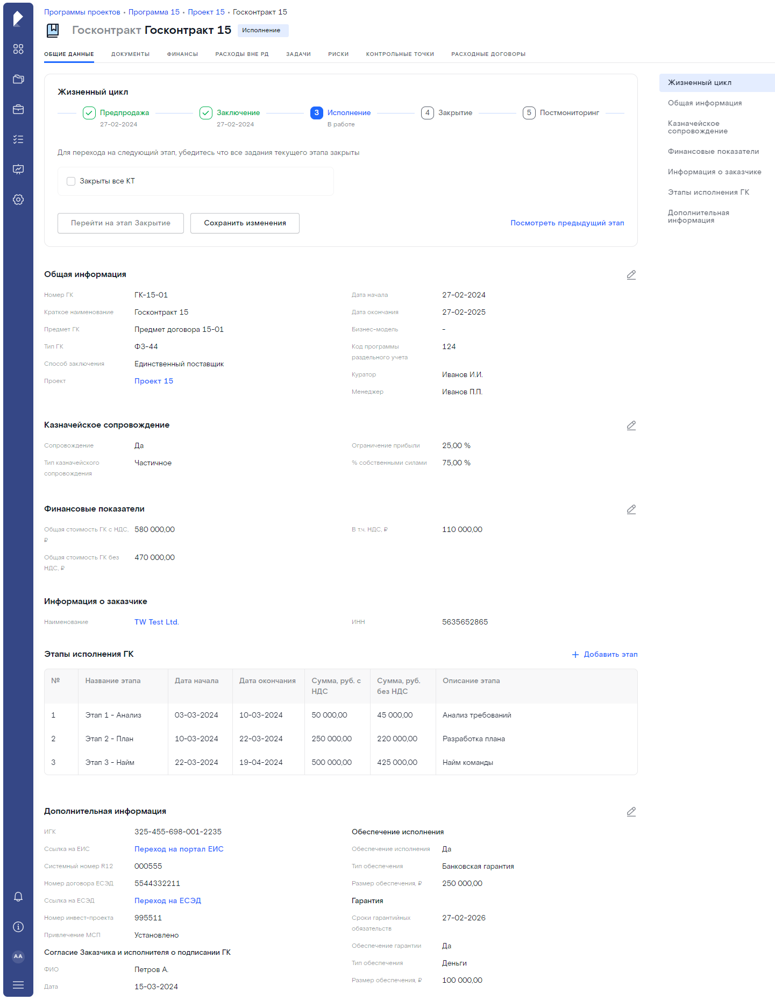 Программы проектов • Программа 15 • Проект 15 • Госконтракт 15
Госконтракт Госконтракт 15 Исполнение
ОБЩИЕ ДАННЫЕ ДОКУМЕНТЫ ФИНАНСЫ РАСХОДЫ ВНЕ РД ЗАДАЧИ РИСКИ КОНТРОЛЬНЫЕ ТОЧКИ РАСХОДНЫЕ ДОГОВОРЫ
Жизненный цикл
Предпродажа Заключение 3 Исполнение 4 Закрытие 5 Постмониторинг
27-02-2024 27-02-2024 В работе
Для перехода на следующий этап, убедитесь что все задания текущего этапа закрыты
Закрыты все КТ
Перейти на этап Закрытие Сохранить изменения Посмотреть предыдущий этап
Жизненный цикл
Общая информация
Казначейское
сопровождение
Финансовые показатели
Информация о заказчике
Этапы исполнения ГК
Дополнительная
информация
Общая информация
Номер ГК ГК-15-01
Краткое наименование Госконтракт 15
Предмет ГК Предмет договора 15-01
Тип ГК ФЗ-44
Способ заключения Единственный поставщик
Проект Проект 15
Дата начала 27-02-2024
Дата окончания 27-02-2025
Бизнес-модель -
Код программы 124
раздельного учета
Куратор Иванов И.И.
Менеджер Иванов П.П.
Казначейское сопровождение
Сопровождение Да
Тип казначейского Частичное
сопровождения
Ограничение прибыли 25,00 %
% собственными силами 75,00 %
Финансовые показатели
Общая стоимость ГК с НДС, 580 000,00
₽
Общая стоимость ГК без 470 000,00
НДС, ₽
В т.ч. НДС, ₽ 110 000,00
Информация о заказчике
Наименование TW Test Ltd.
ИНН 5635652865
Этапы исполнения ГК Добавить этап
№ Название этапа Дата начала Дата окончания Сумма, руб. с Сумма, руб. Описание этапа
НДС без НДС
1 Этап 1 - Анализ 03-03-2024 10-03-2024 50 000,00 45 000,00 Анализ требований
2 Этап 2 - План 10-03-2024 22-03-2024 250 000,00 220 000,00 Разработка плана
3 Этап 3 - Найм 22-03-2024 19-04-2024 500 000,00 425 000,00 Найм команды
Дополнительная информация
ИГК 325-455-698-001-2235
Ссылка на ЕИС Переход на портал ЕИС
Системный номер R12 000555
Номер договора ЕСЭД 5544332211
Ссылка на ЕСЭД Переход на ЕСЭД
Номер инвест-проекта 995511
Привлечение МСП Установлено
Согласие Заказчика и исполнителя о подписании ГК
ФИО Петров А.
Дата 15-03-2024
Обеспечение исполнения
Обеспечение исполнения Да
Тип обеспечения Банковская гарантия
Размер обеспечения, ₽ 250 000,00
Гарантия
Сроки гарантийных 27-02-2026
обязательств
Обеспечение гарантии Да
Тип обеспечения Деньги
Размер обеспечения, ₽ 100 000,00
АА